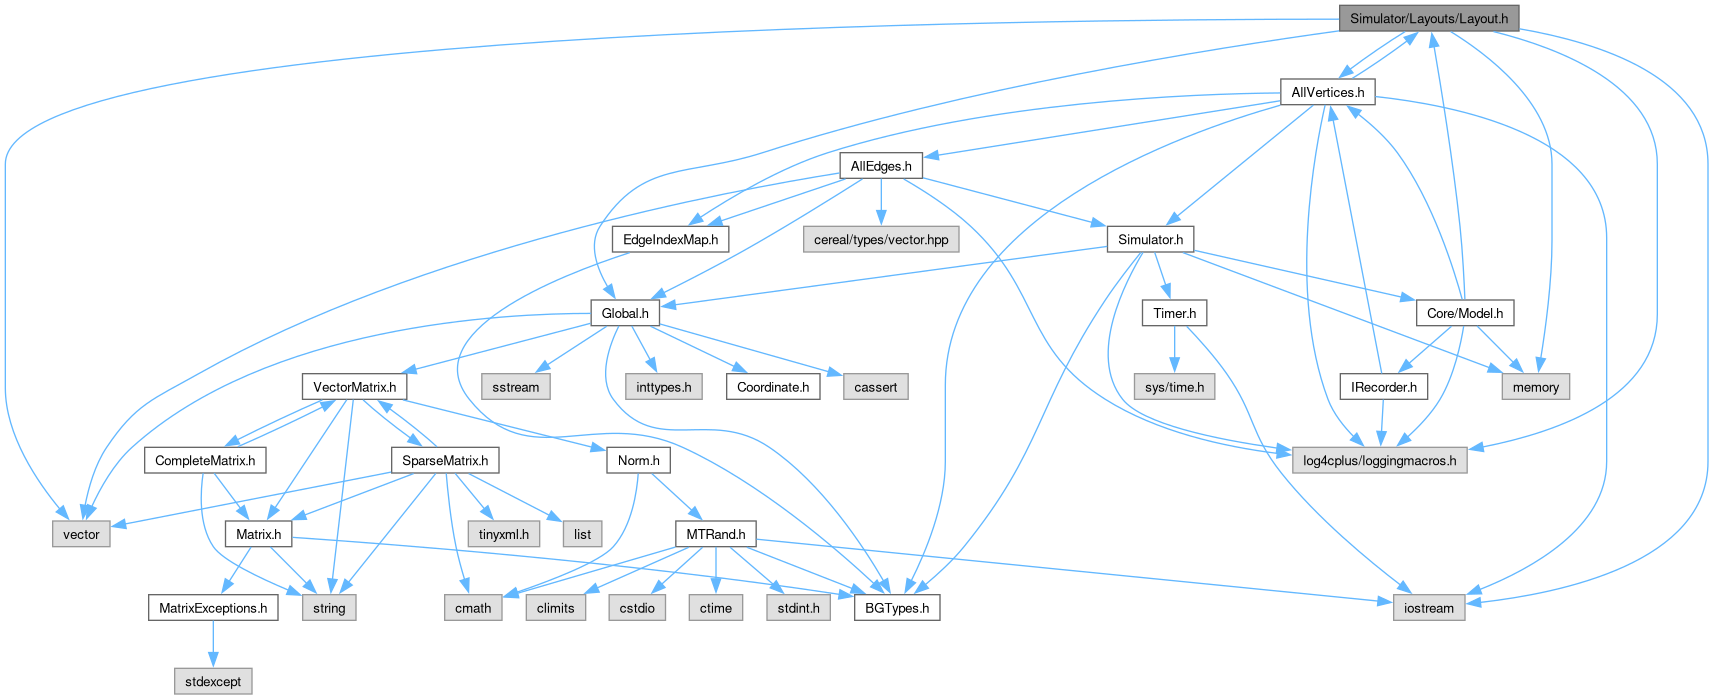 Simulator/Layouts/Layout.h
AllVertices.h
AllEdges.h
EdgeIndexMap.h
cereal/types/vector.hpp
Simulator.h
Global.h
Timer.h
Core/Model.h
VectorMatrix.h
sstream
inttypes.h
Coordinate.h
cassert
sys/time.h
IRecorder.h
memory
CompleteMatrix.h
SparseMatrix.h
Norm.h
log4cplus/loggingmacros.h
vector
Matrix.h
tinyxml.h
list
MTRand.h
MatrixExceptions.h
string
cmath
climits
cstdio
ctime
stdint.h
BGTypes.h
iostream
stdexcept